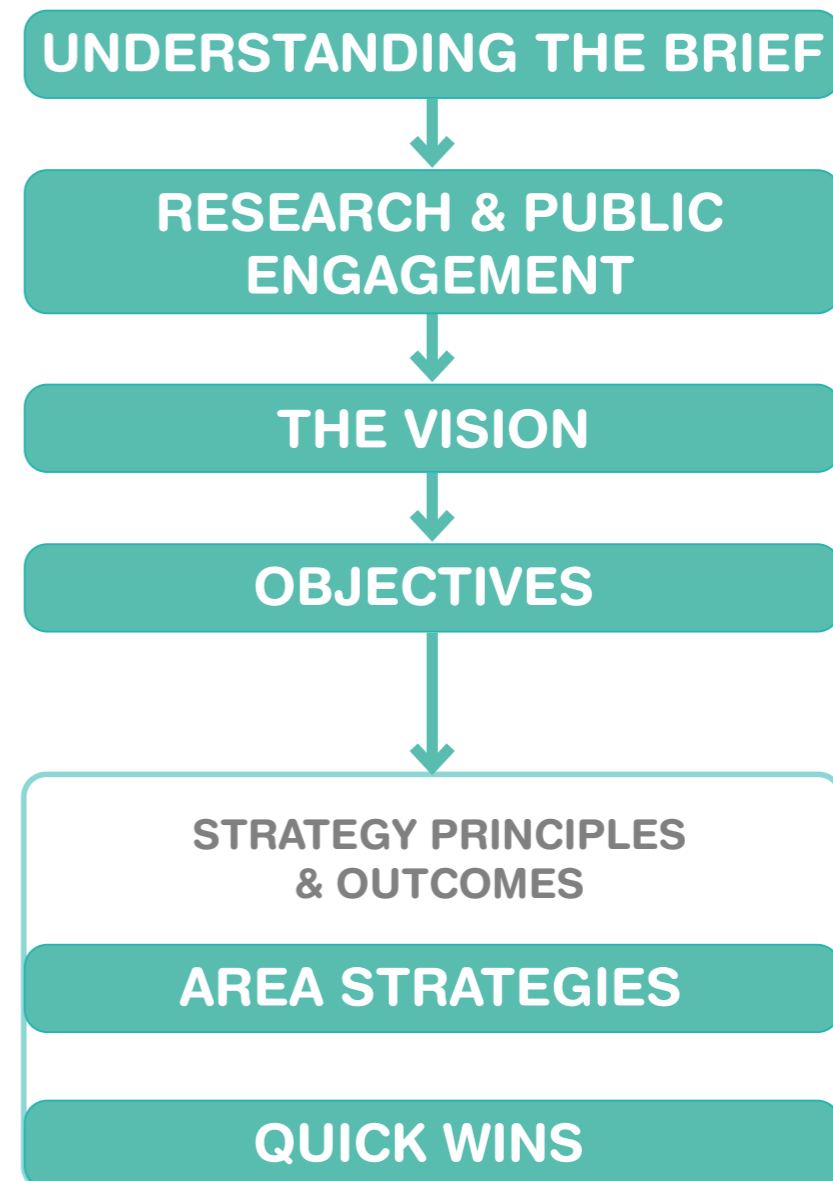 UNDERSTANDING THE BRIEF
RESEARCH & PUBLIC
ENGAGEMENT
THE VISION
OBJECTIVES
STRATEGY PRINCIPLES
& OUTCOMES
AREA STRATEGIES
QUICK WINS